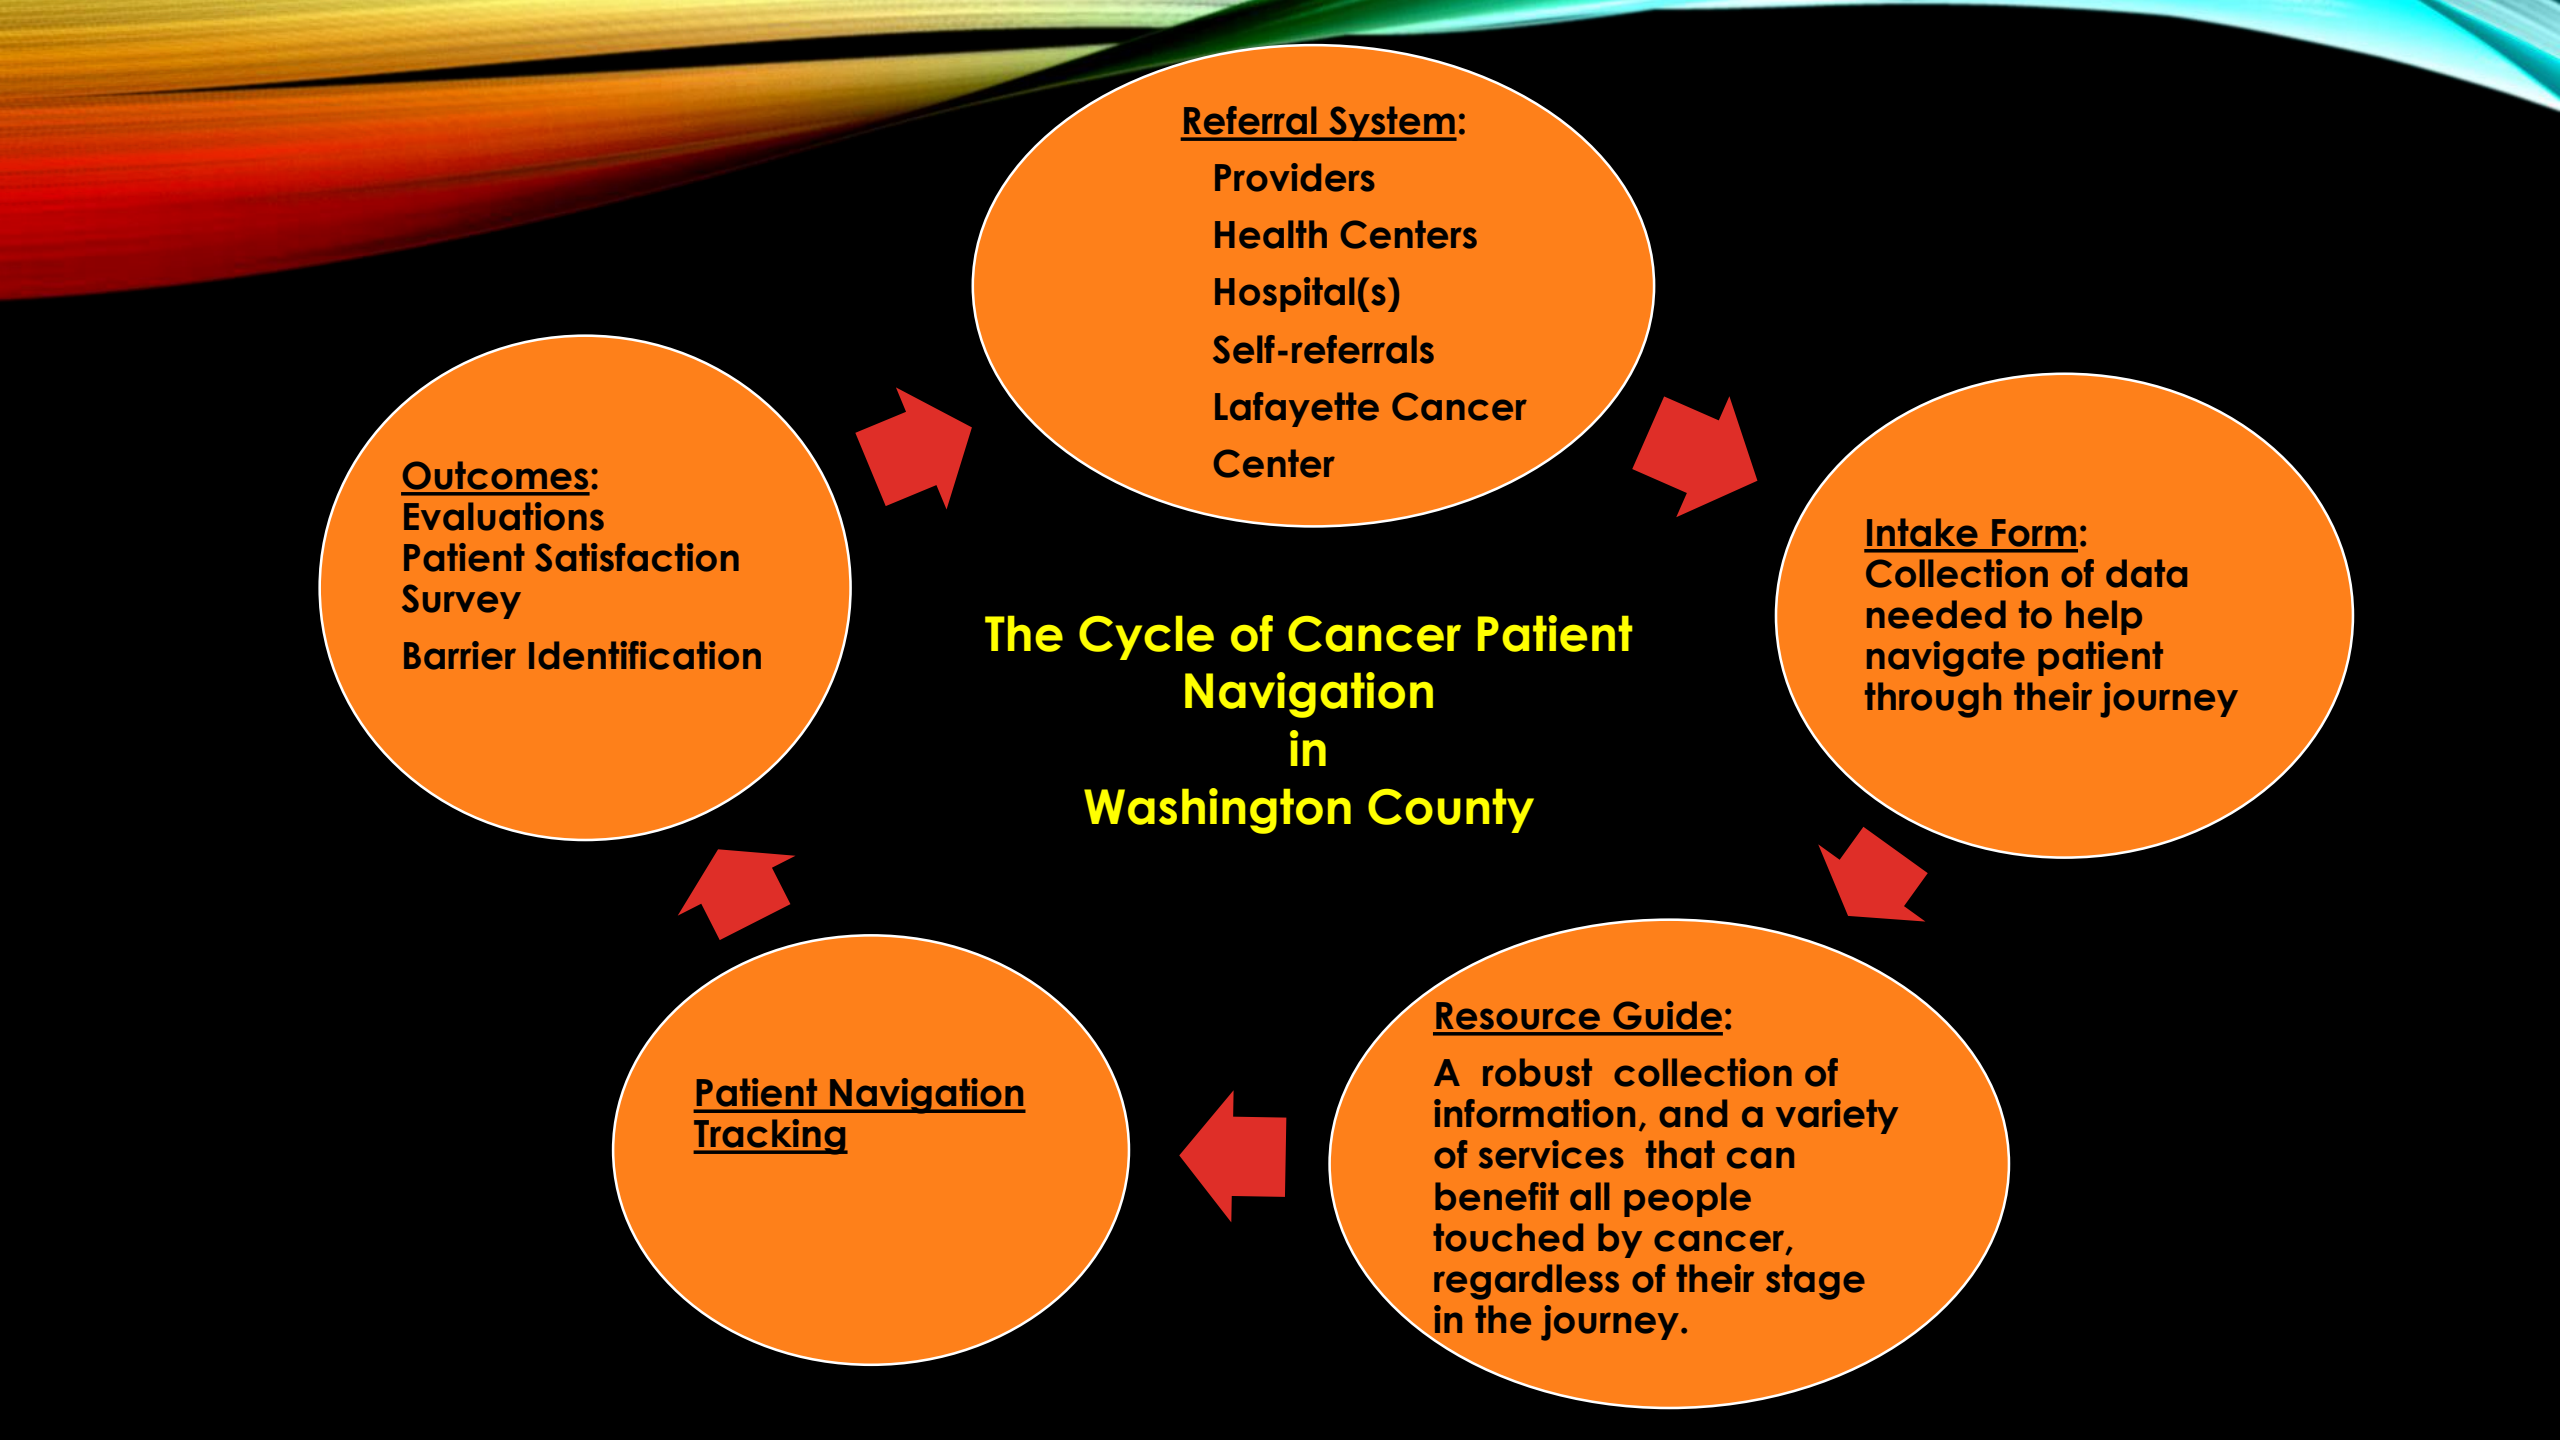 Referral System:
Providers
Health Centers
Hospital(s)
Self-referrals
Lafayette Cancer
Center
Intake Form:
Collection of data
needed to help
navigate patient
through their journey
Resource Guide:
A robust collection of
information, and a variety
of services that can
benefit all people
touched by cancer,
regardless of their stage
in the journey.
Patient Navigation
Tracking
Outcomes:
Evaluations
Patient Satisfaction
Survey
Barrier Identification
The Cycle of Cancer Patient
Navigation
in
Washington County